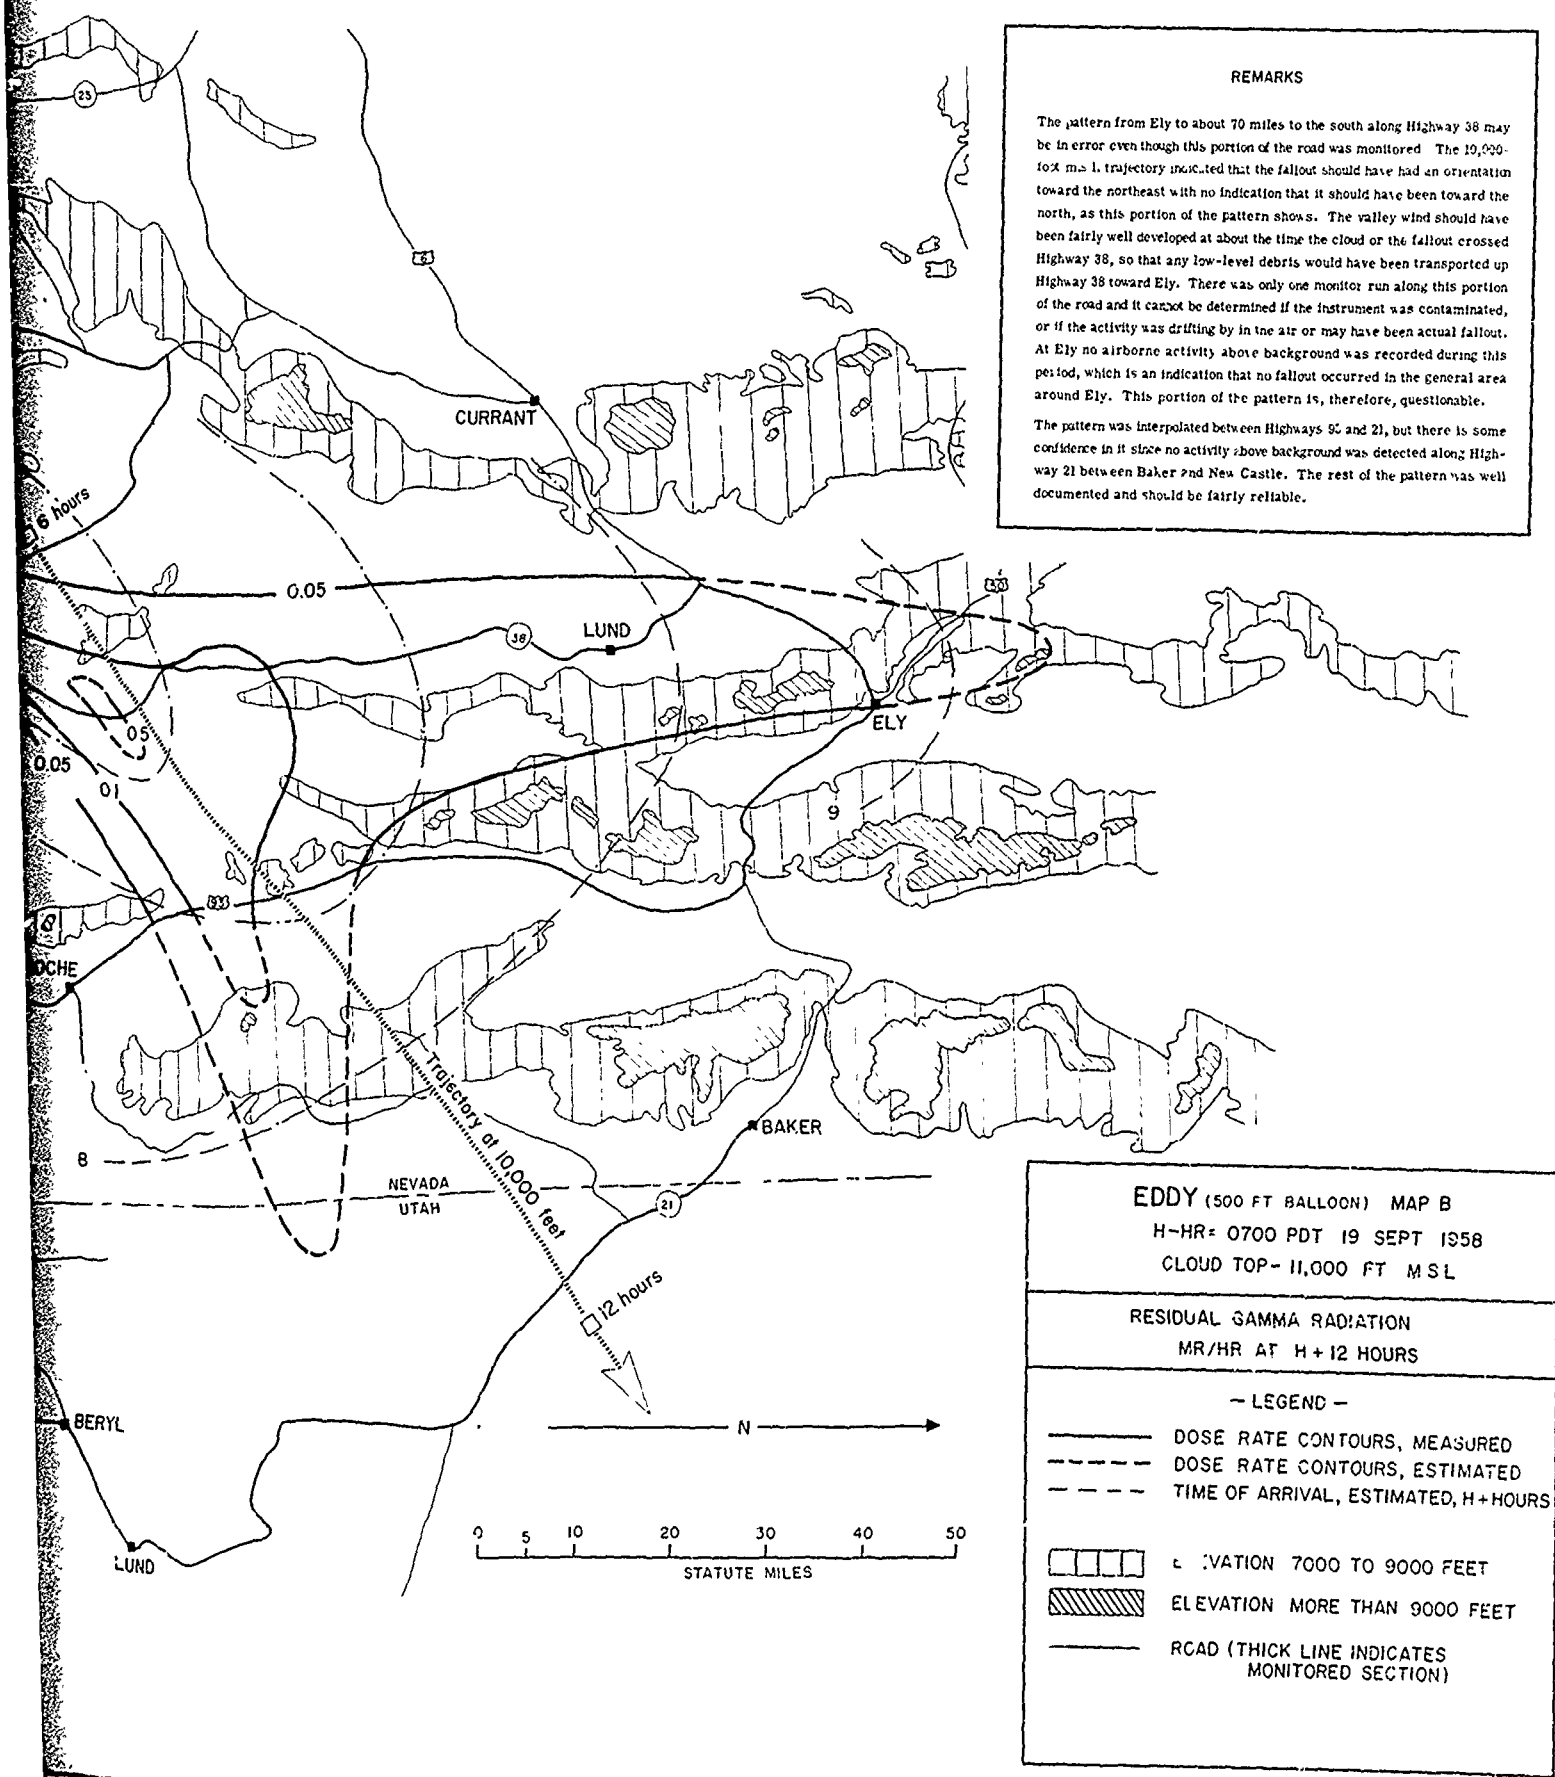 REMARKS
The pattern from Ely to about 70 miles to the south along Highway 38 may
be in error even though this portion of the road was monitored The 10,000-
foot m.s l. trajectory indicated that the fallout should have had an orientation
toward the northeast with no indication that it should have been toward the
north, as this portion of the pattern shows. The valley wind should have
been fairly well developed at about the time the cloud or the fallout crossed
Highway 38, so that any low-level debris would have been transported up
Highway 38 toward Ely. There was only one monitor run along this portion
of the road and it cannot be determined if the instrument was contaminated,
or if the activity was drifting by in the air or may have been actual fallout.
At Ely no airborne activity above background was recorded during this
period, which is an indication that no fallout occurred in the general area
around Ely. This portion of the pattern is, therefore, questionable.
The pattern was interpolated between Highways 93 and 21, but there is some
confidence in it since no activity above background was detected along High-
way 21 between Baker and New Castle. The rest of the pattern was well
documented and should be fairly reliable.
25
6
CURRANT
6 hours
0.05
50
38
LUND
ELY
05
0.05
01
9
93
8
OCHE
Trajectory at 10,000 feet
BAKER
8
NEVADA
UTAH
21
12 hours
BERYL
N
LUND
0 5 10 20 30 40 50
STATUTE MILES
EDDY (500 FT BALLOON) MAP B
H-HR= 0700 PDT 19 SEPT 1958
CLOUD TOP- 11,000 FT M S L
RESIDUAL GAMMA RADIATION
MR/HR AT H + 12 HOURS
- LEGEND -
DOSE RATE CONTOURS, MEASURED
DOSE RATE CONTOURS, ESTIMATED
TIME OF ARRIVAL, ESTIMATED, H+HOURS
E VATION 7000 TO 9000 FEET
ELEVATION MORE THAN 9000 FEET
ROAD (THICK LINE INDICATES
MONITORED SECTION)